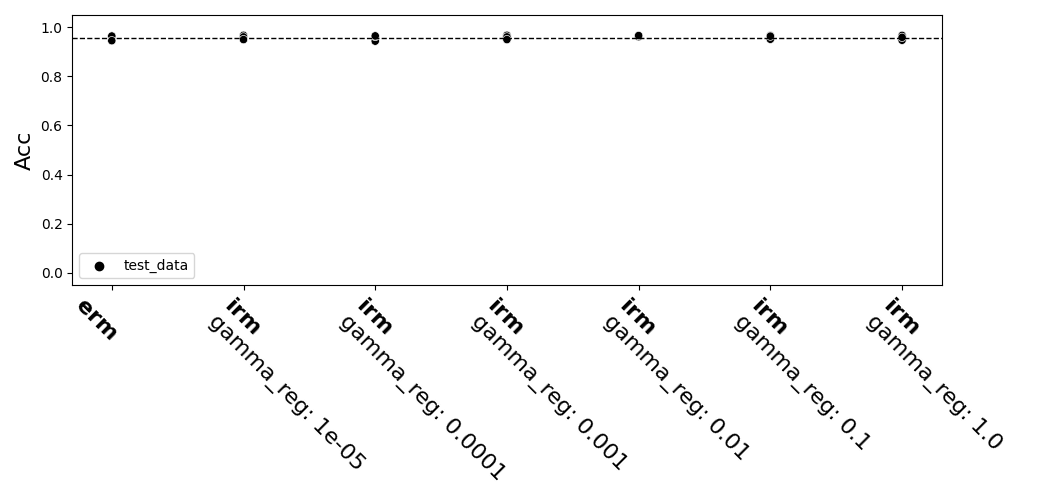 1.0
0.8
0.6
0.4
0.2
0.0
Acc
test_data
erm
irm
gamma_reg: 1e-05
irm
gamma_reg: 0.0001
irm
gamma_reg: 0.001
irm
gamma_reg: 0.01
irm
gamma_reg: 0.1
irm
gamma_reg: 1.0